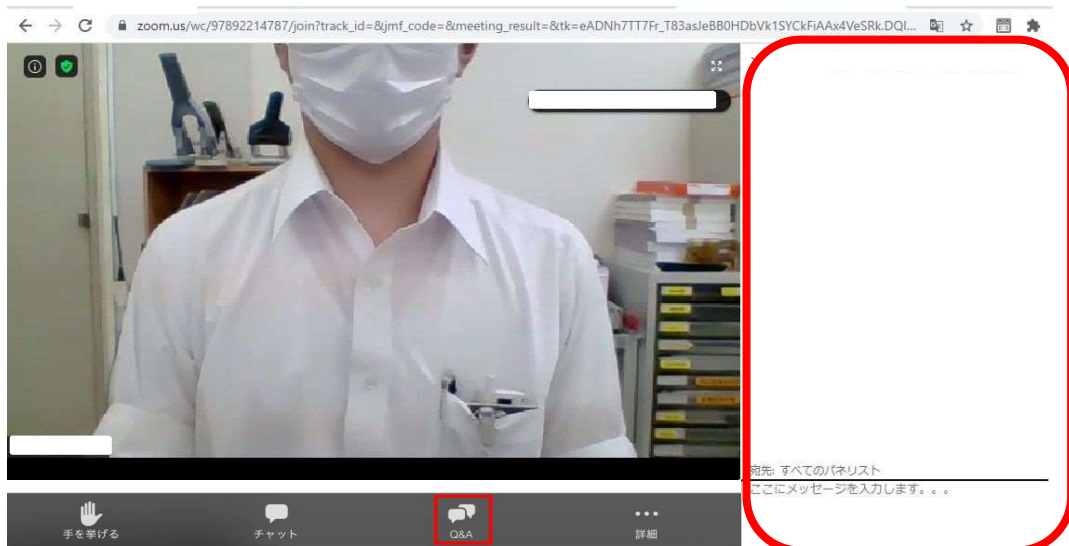 zoom.us/wc/97892214787/join?track_id=&jmf_code=&meeting_result=&tk=eADNh7TT7Fr_T83asJeBB0HDbVk1SYCkFiAAx4VeSRk.DQI...
宛先: すべてのパネリスト
ここにメッセージを入力します。。。
手を挙げる
チャット
Q&A
詳細